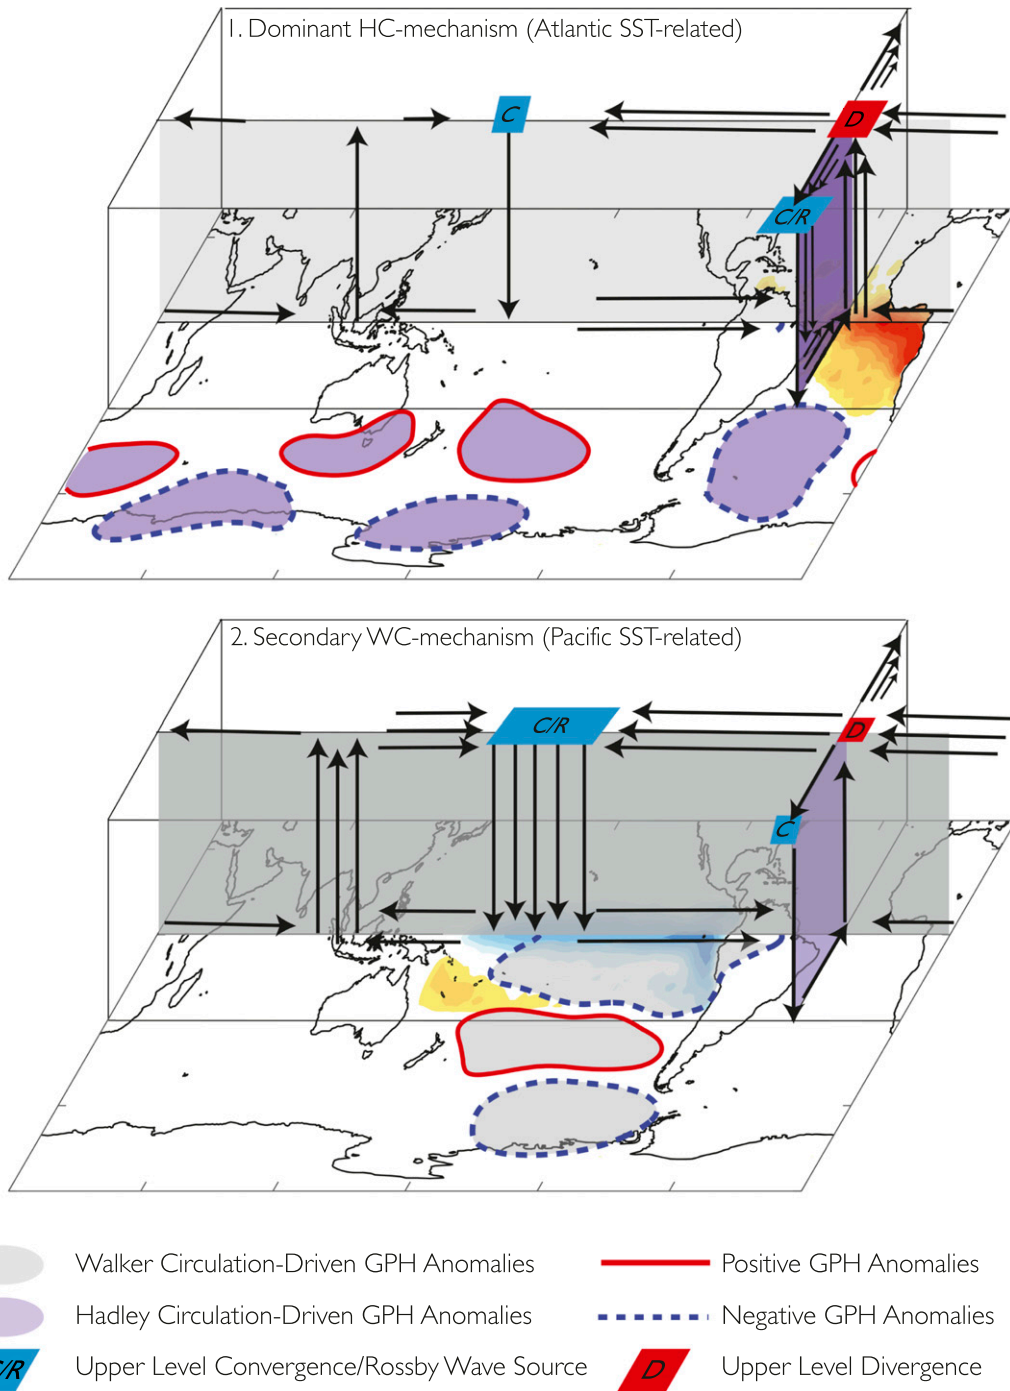 1. Dominant HC-mechanism (Atlantic SST-related)
C
D
C/R
2. Secondary WC-mechanism (Pacific SST-related)
C/R
D
C
Walker Circulation-Driven GPH Anomalies
Positive GPH Anomalies
Hadley Circulation-Driven GPH Anomalies
Negative GPH Anomalies
C/R
Upper Level Convergence/Rossby Wave Source
D
Upper Level Divergence